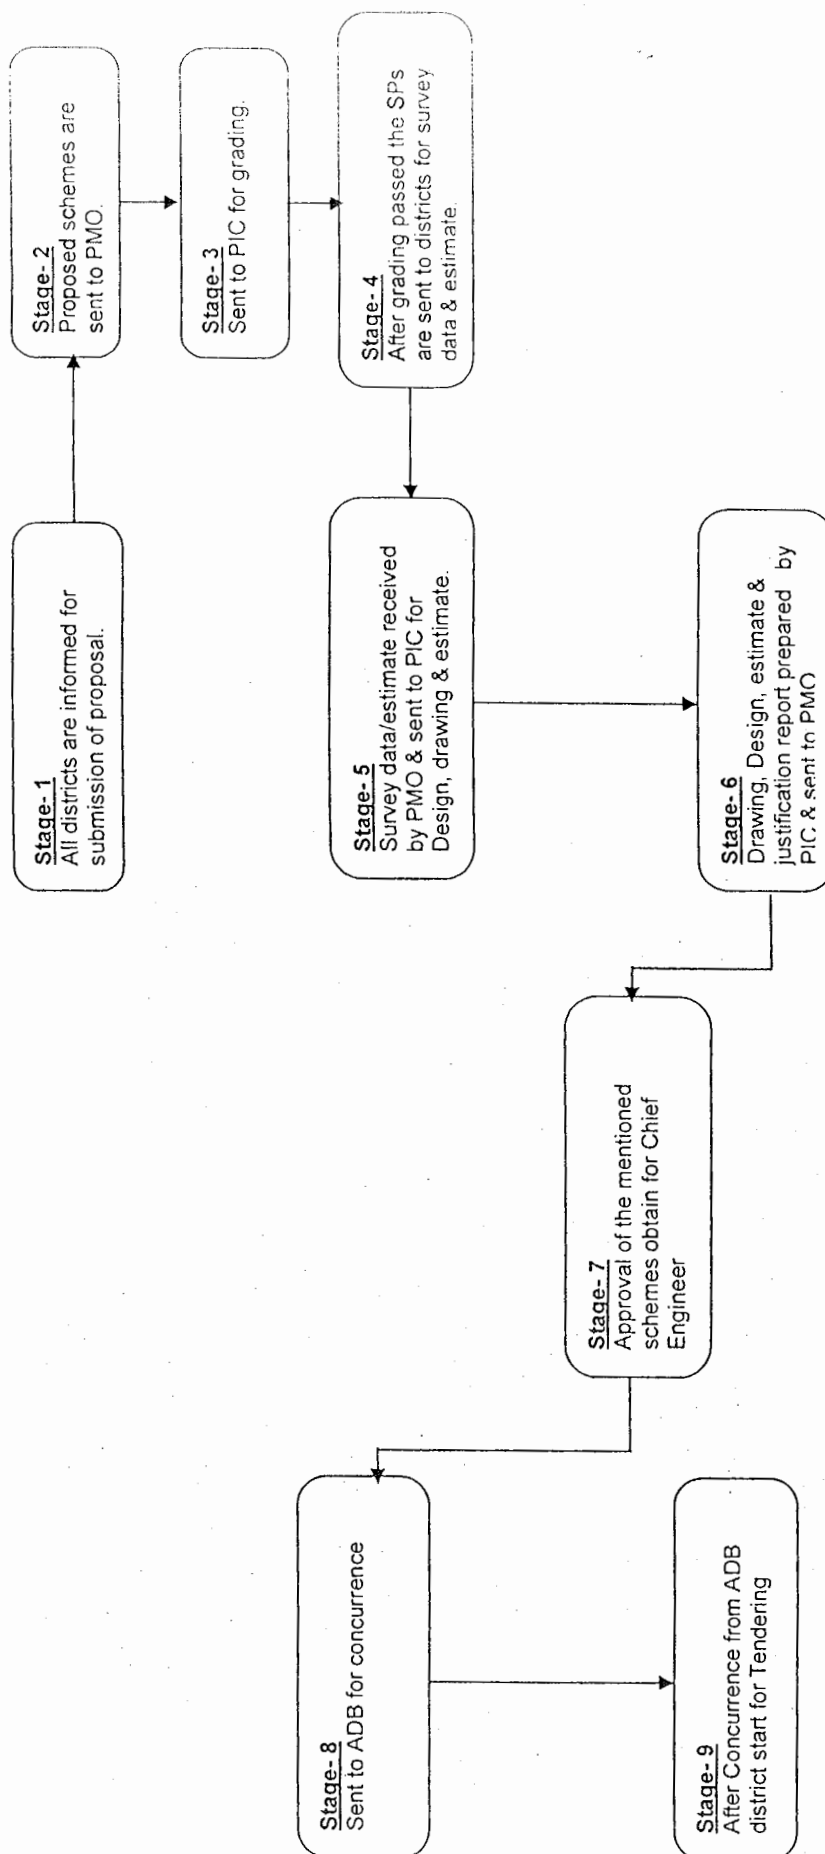 Stage- 1
All districts are informed for
submission of proposal.
Stage- 2
Proposed schemes are
sent to PMO.
Stage- 3
Sent to PIC for grading.
Stage- 4
After grading passed the SPs
are sent to districts for survey
data & estimate.
Stage- 5
Survey data/estimate received
by PMO & sent to PIC for
Design, drawing & estimate.
Stage- 6
Drawing, Design, estimate &
justification report prepared by
PIC & sent to PMO
Stage- 7
Approval of the mentioned
schemes obtain for Chief
Engineer
Stage- 8
Sent to ADB for concurrence
Stage- 9
After Concurrence from ADB
district start for Tendering